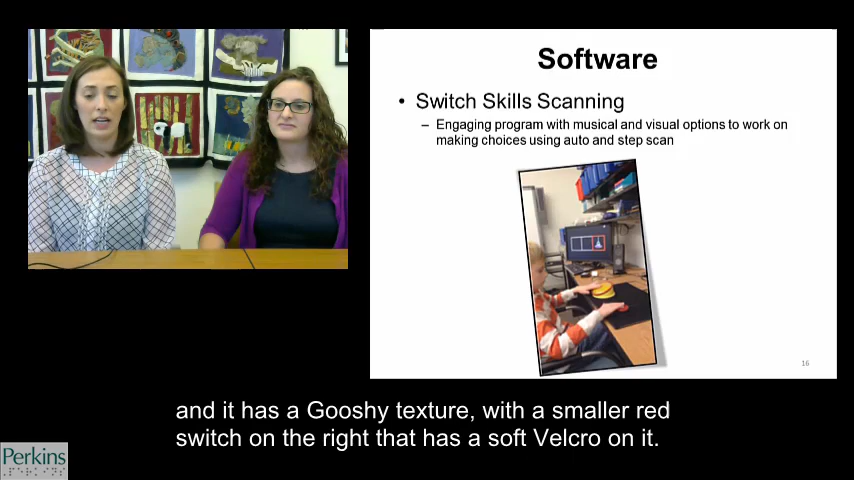 Software
• Switch Skills Scanning
– Engaging program with musical and visual options to work on
making choices using auto and step scan
16
and it has a Gooshy texture, with a smaller red
switch on the right that has a soft Velcro on it.
Perkins